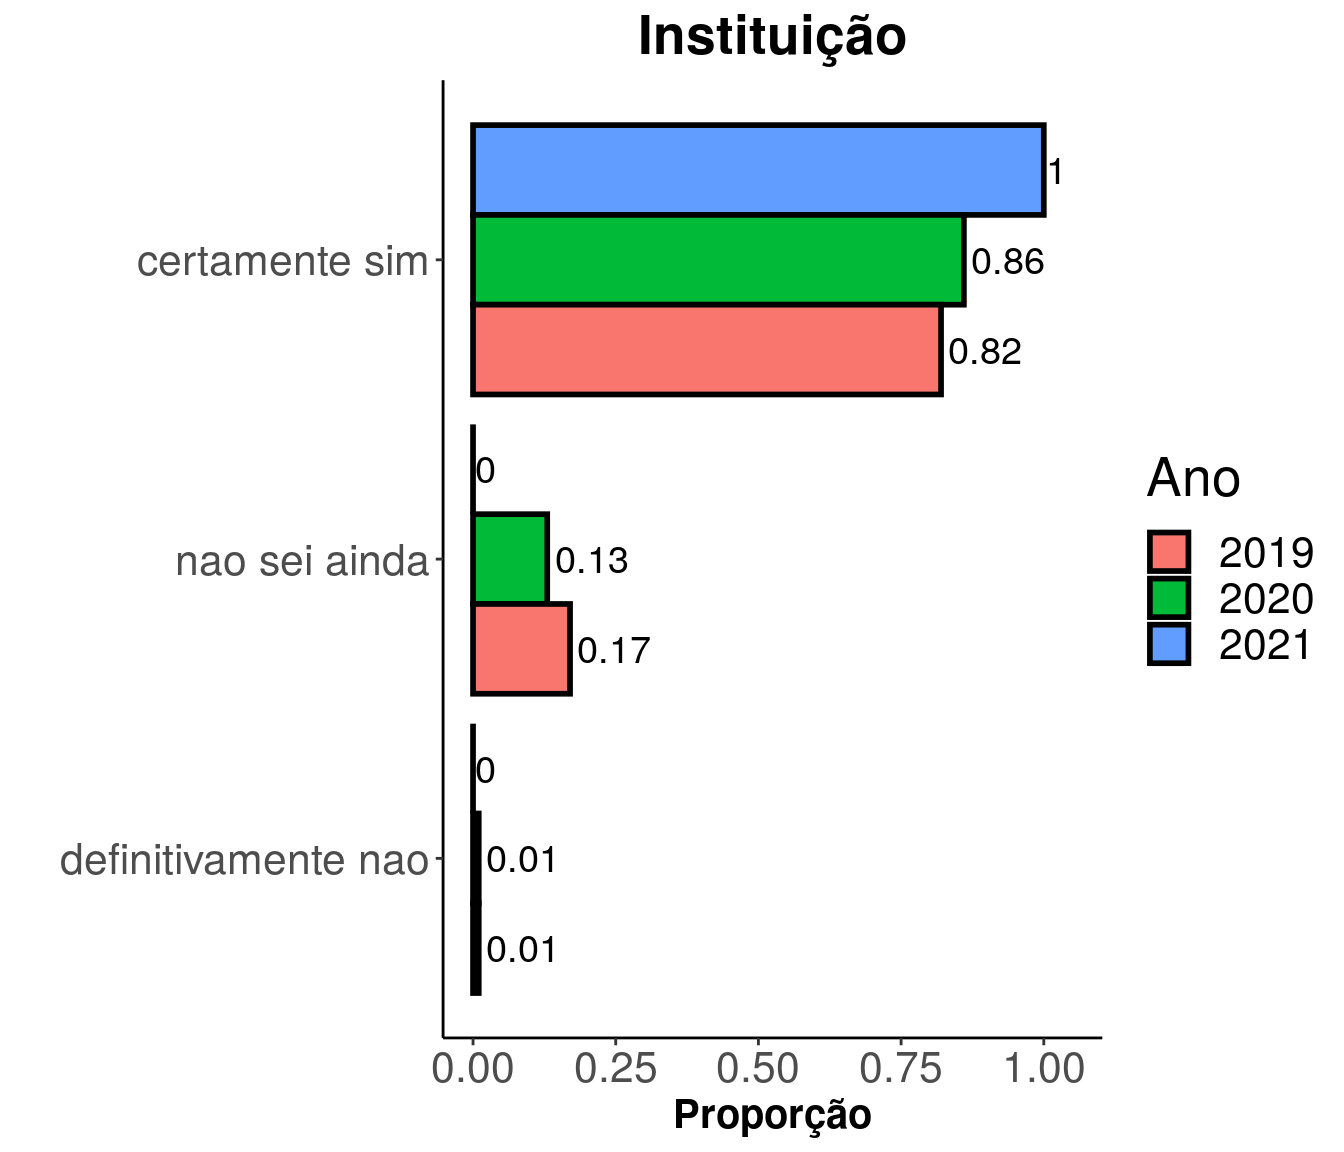 Instituição
certamente sim
1
0.86
0.82
nao sei ainda
0
0.13
0.17
definitivamente nao
0
0.01
0.01
0.00 0.25 0.50 0.75 1.00
Proporção
Ano
2019
2020
2021